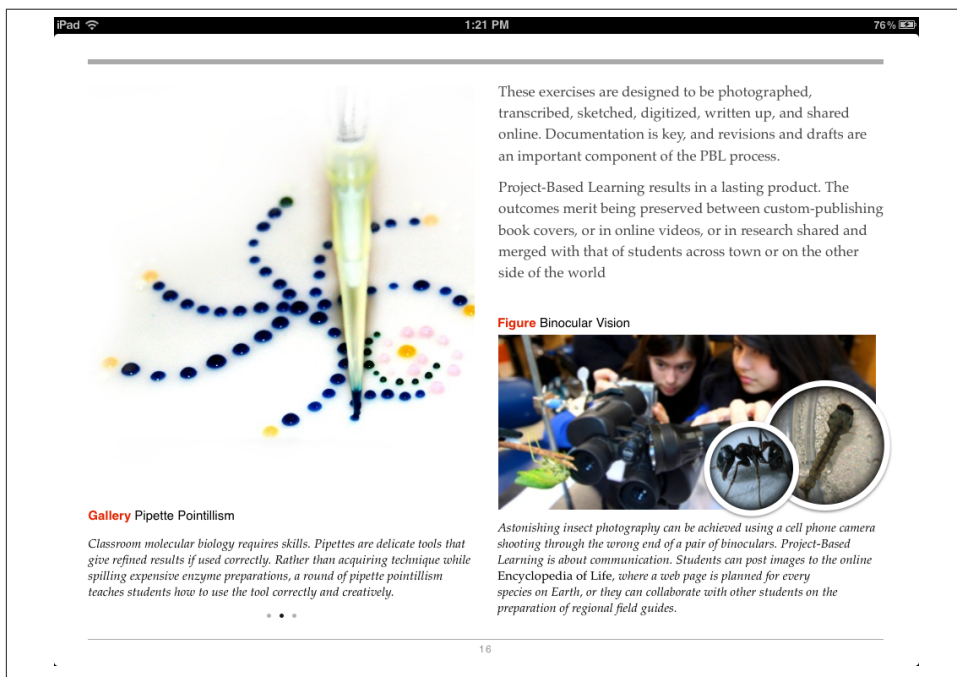 iPad 1:21 PM 76%
These exercises are designed to be photographed,
transcribed, sketched, digitized, written up, and shared
online. Documentation is key, and revisions and drafts are
an important component of the PBL process.
Project-Based Learning results in a lasting product. The
outcomes merit being preserved between custom-publishing
book covers, or in online videos, or in research shared and
merged with that of students across town or on the other
side of the world
Gallery Pipette Pointillism
Classroom molecular biology requires skills. Pipettes are delicate tools that
give refined results if used correctly. Rather than acquiring technique while
spilling expensive enzyme preparations, a round of pipette pointillism
teaches students how to use the tool correctly and creatively.
Figure Binocular Vision
Astonishing insect photography can be achieved using a cell phone camera
shooting through the wrong end of a pair of binoculars. Project-Based
Learning is about communication. Students can post images to the online
Encyclopedia of Life, where a web page is planned for every
species on Earth, or they can collaborate with other students on the
preparation of regional field guides.
16